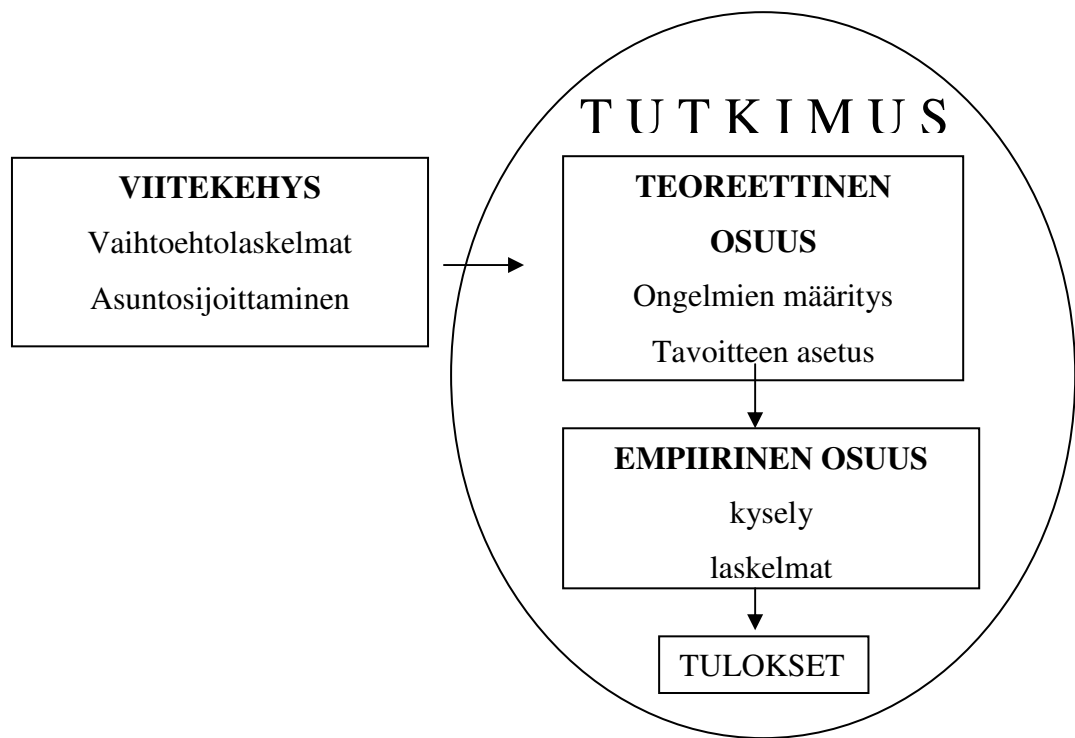 T U T K I M U S
VIITEKEHYS
Vaihtoehtolaskelmat
Asuntosijoittaminen
TEOREETTINEN
OSUUS
Ongelmien määritys
Tavoitteen asetus
EMPIIRINEN OSUUS
kysely
laskelmat
TULOKSET